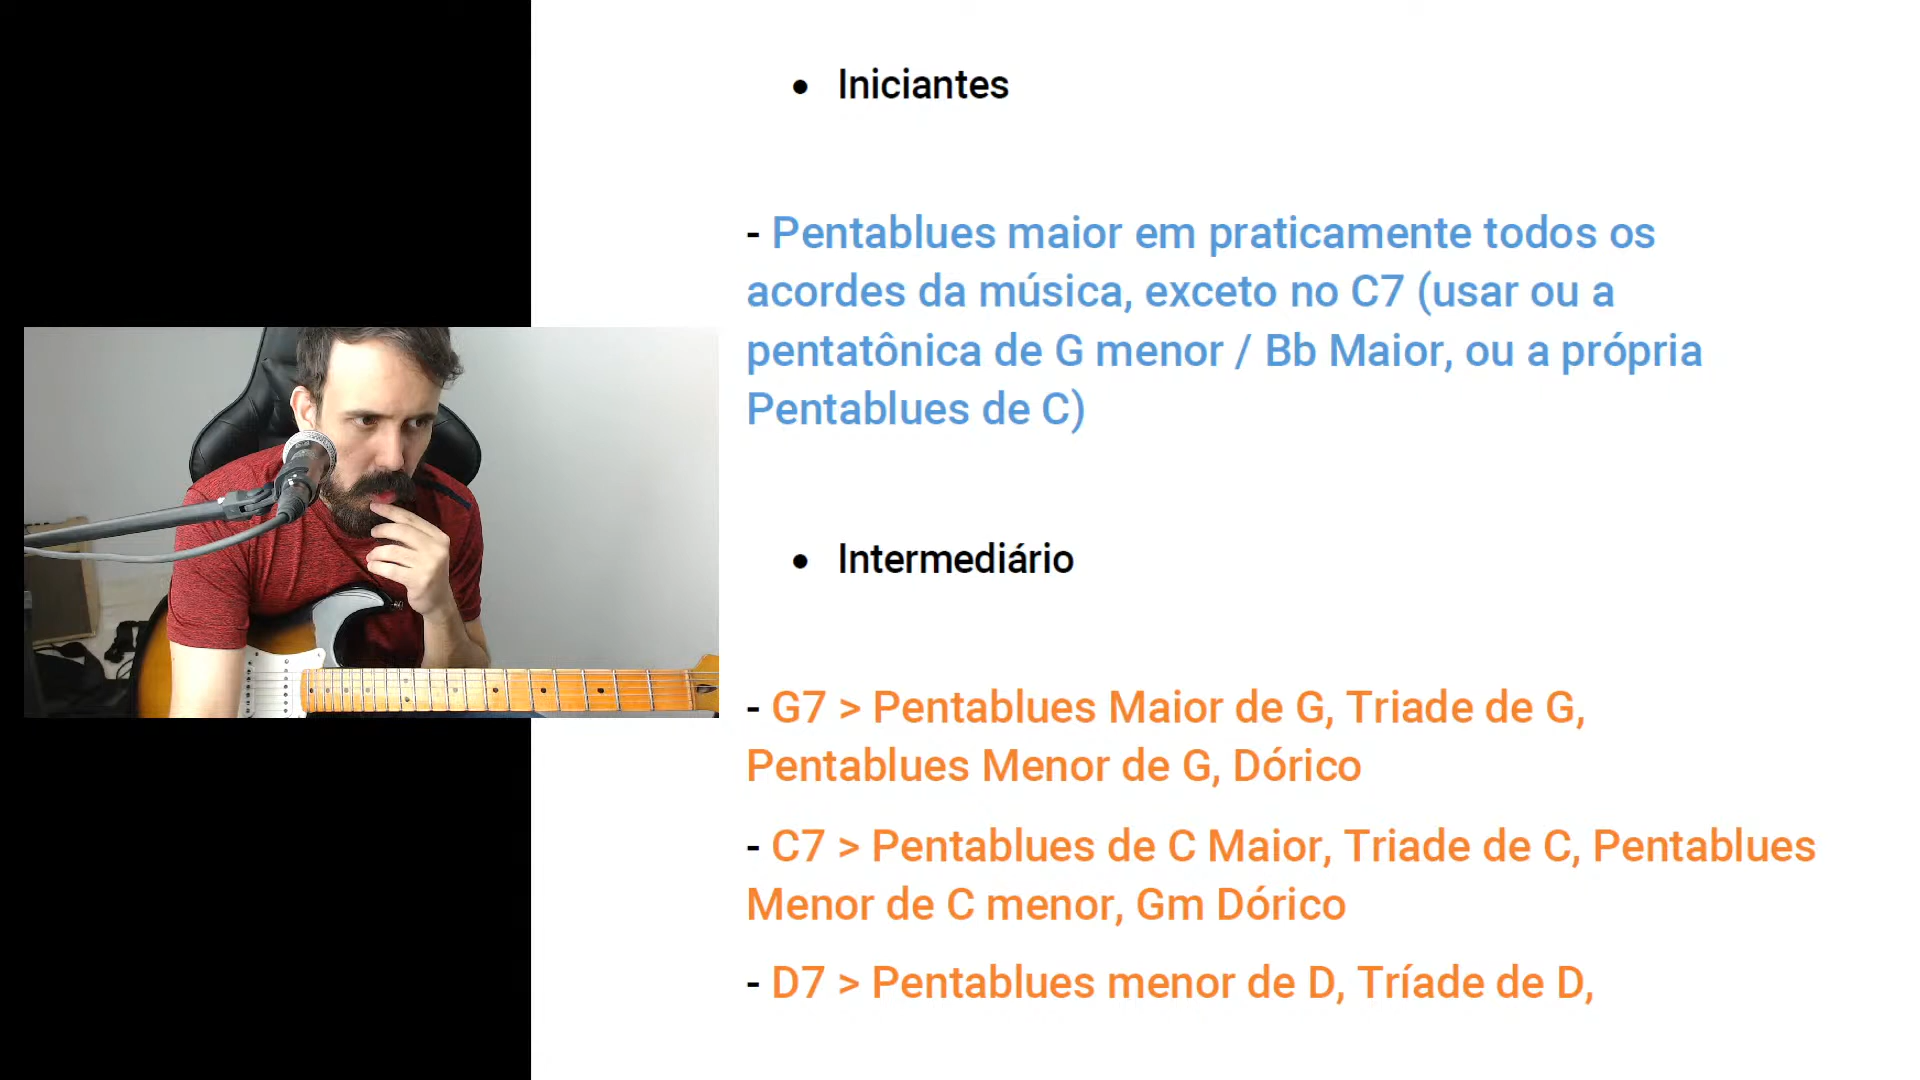 • Iniciantes
- Pentablues maior em praticamente todos os
acordes da música, exceto no C7 (usar ou a
pentatônica de G menor / Bb Maior, ou a própria
Pentablues de C)
• Intermediário
- G7 > Pentablues Maior de G, Triade de G,
Pentablues Menor de G, Dórico
- C7 > Pentablues de C Maior, Triade de C, Pentablues
Menor de C menor, Gm Dórico
- D7 > Pentablues menor de D, Tríade de D,